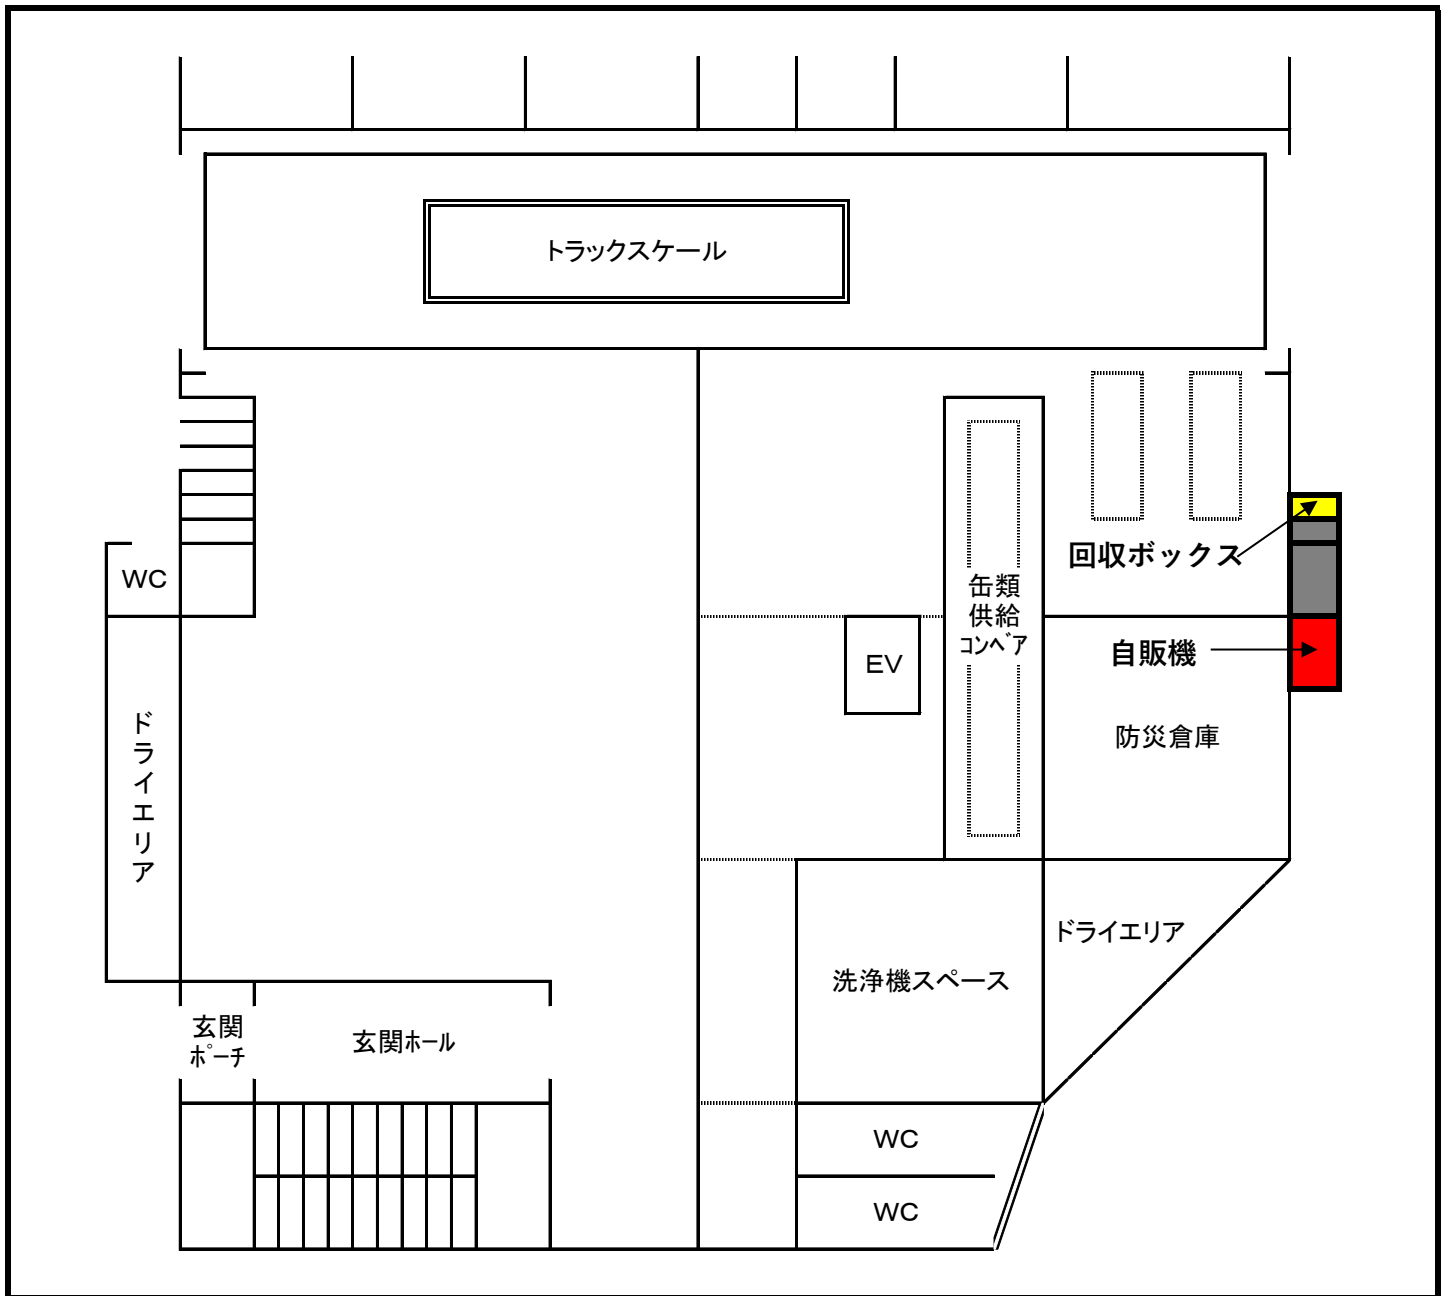 トラックスケール
回収ボックス
WC
缶類
供給
ｺﾝﾍﾞｱ
EV
自販機
ドライエリア
防災倉庫
ドライエリア
洗浄機スペース
玄関
ﾎﾟｰﾁ
玄関ﾎｰﾙ
WC
WC